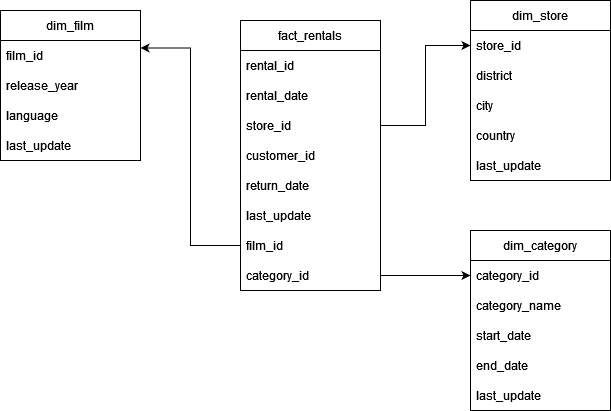 dim_film
film_id
release_year
language
last_update
fact_rentals
rental_id
rental_date
store_id
customer_id
return_date
last_update
film_id
category_id
dim_store
store_id
district
city
country
last_update
dim_category
category_id
category_name
start_date
end_date
last_update